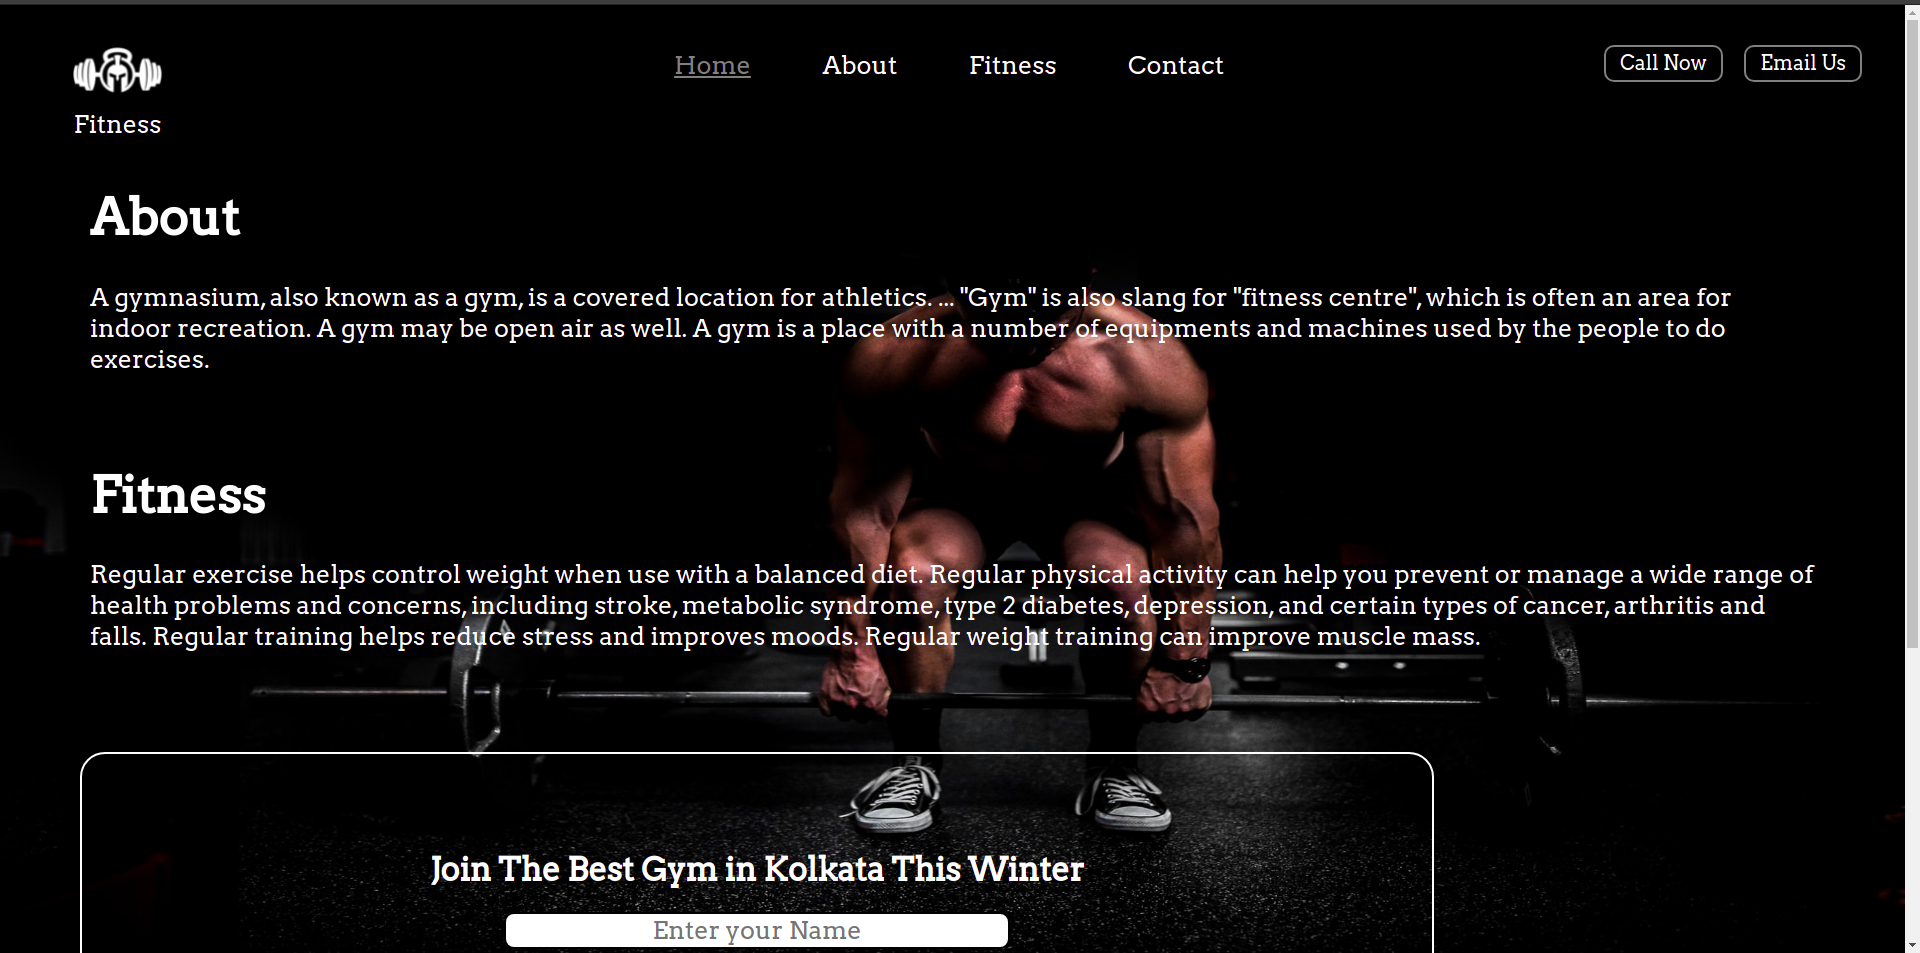 Home About Fitness Contact Call Now Email Us
Fitness
About
A gymnasium, also known as a gym, is a covered location for athletics. ... "Gym" is also slang for "fitness centre", which is often an area for
indoor recreation. A gym may be open air as well. A gym is a place with a number of equipments and machines used by the people to do
exercises.
Fitness
Regular exercise helps control weight when use with a balanced diet. Regular physical activity can help you prevent or manage a wide range of
health problems and concerns, including stroke, metabolic syndrome, type 2 diabetes, depression, and certain types of cancer, arthritis and
falls. Regular training helps reduce stress and improves moods. Regular weight training can improve muscle mass.
Join The Best Gym in Kolkata This Winter
Enter your Name